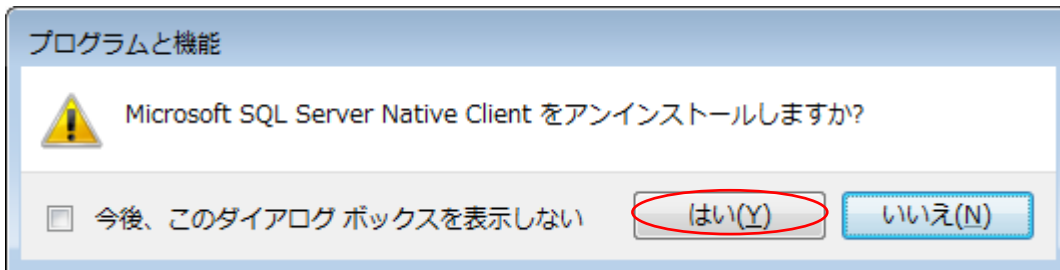 プログラムと機能
Microsoft SQL Server Native Client をアンインストールしますか?
今後、このダイアログ ボックスを表示しない はい(Y) いいえ(N)